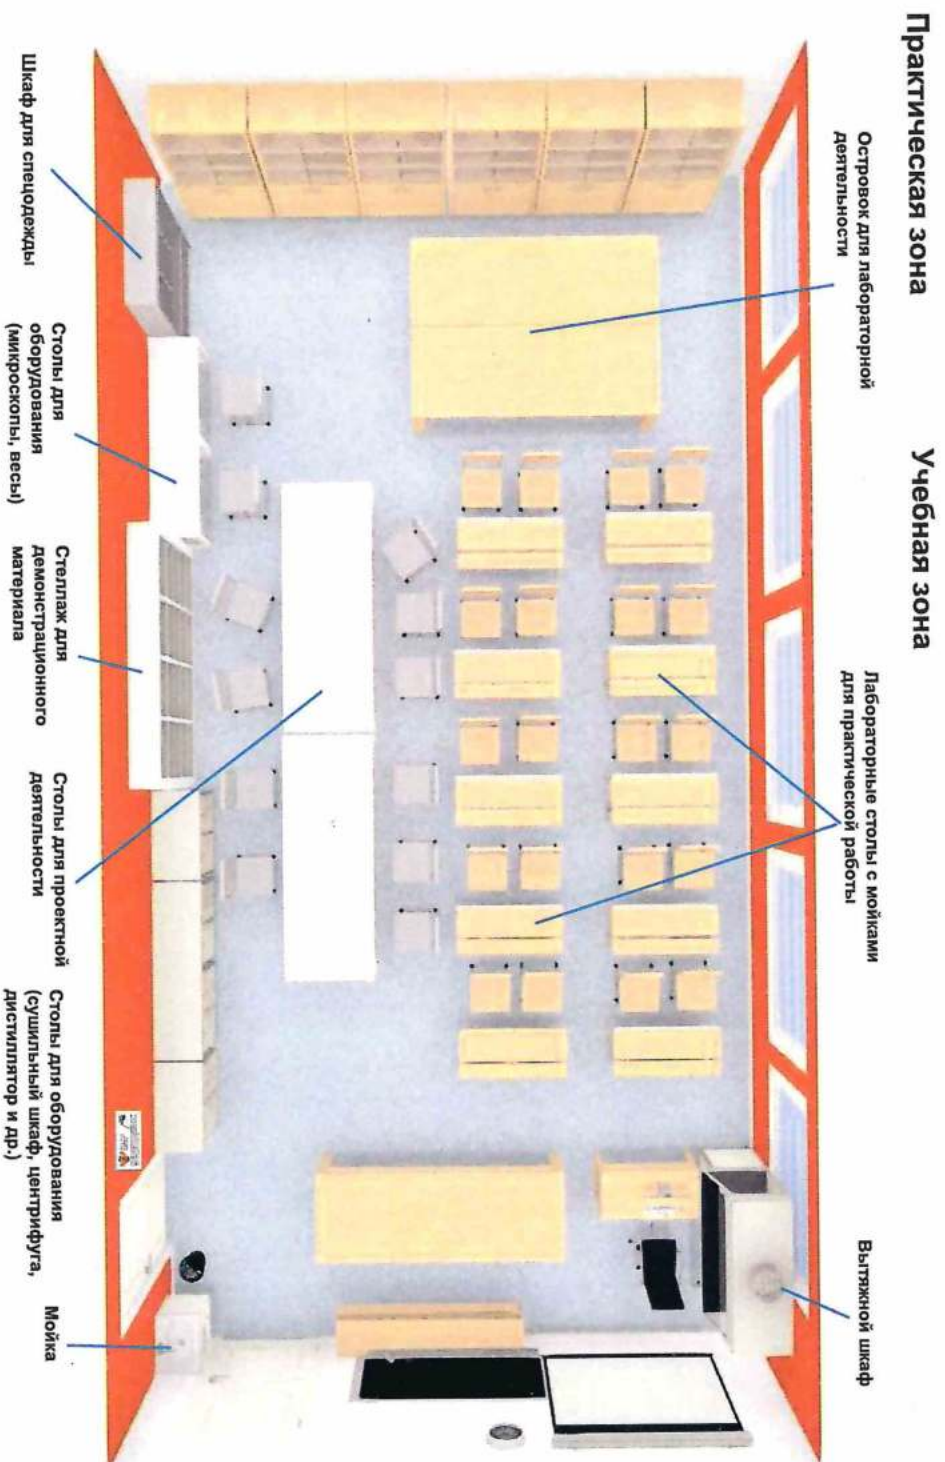 Практическая зона
Учебная зона
Островок для лабораторной
деятельности
Лабораторные столы с мойками
для практической работы
Вытяжной шкаф
Шкаф для спецодежды
Столы для
оборудования
(микроскопы, весы)
Стеллаж для
демонстрационного
материала
Столы для проектной
деятельности
Столы для оборудования
(сушильный шкаф, центрифуга,
дистиллятор и др.)
Мойка